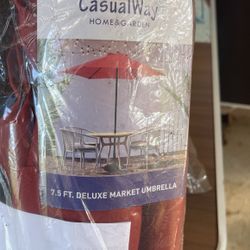 CasualWay
HOME&GARDEN
7.5 FT. DELUXE MARKET UMBRELLA